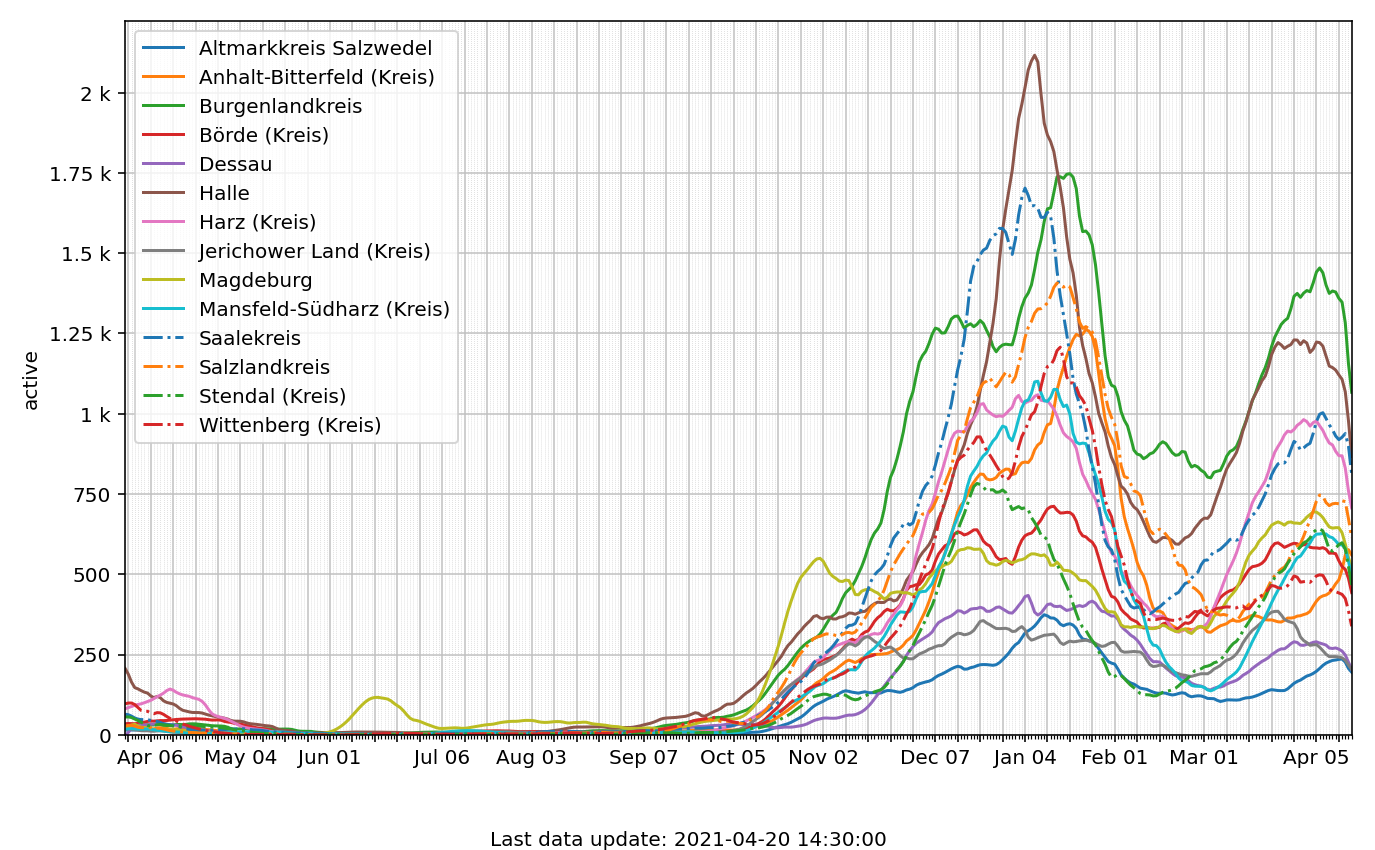 Altmarkkreis Salzwedel
Anhalt-Bitterfeld (Kreis)
Burgenlandkreis
Börde (Kreis)
Dessau
Halle
Harz (Kreis)
Jerichower Land (Kreis)
Magdeburg
Mansfeld-Südharz (Kreis)
Saalekreis
Salzlandkreis
Stendal (Kreis)
Wittenberg (Kreis)
2 k
1.75 k
1.5 k
1.25 k
1 k
750
500
250
0
active
Apr 06 May 04 Jun 01 Jul 06 Aug 03 Sep 07 Oct 05 Nov 02 Dec 07 Jan 04 Feb 01 Mar 01 Apr 05
Last data update: 2021-04-20 14:30:00